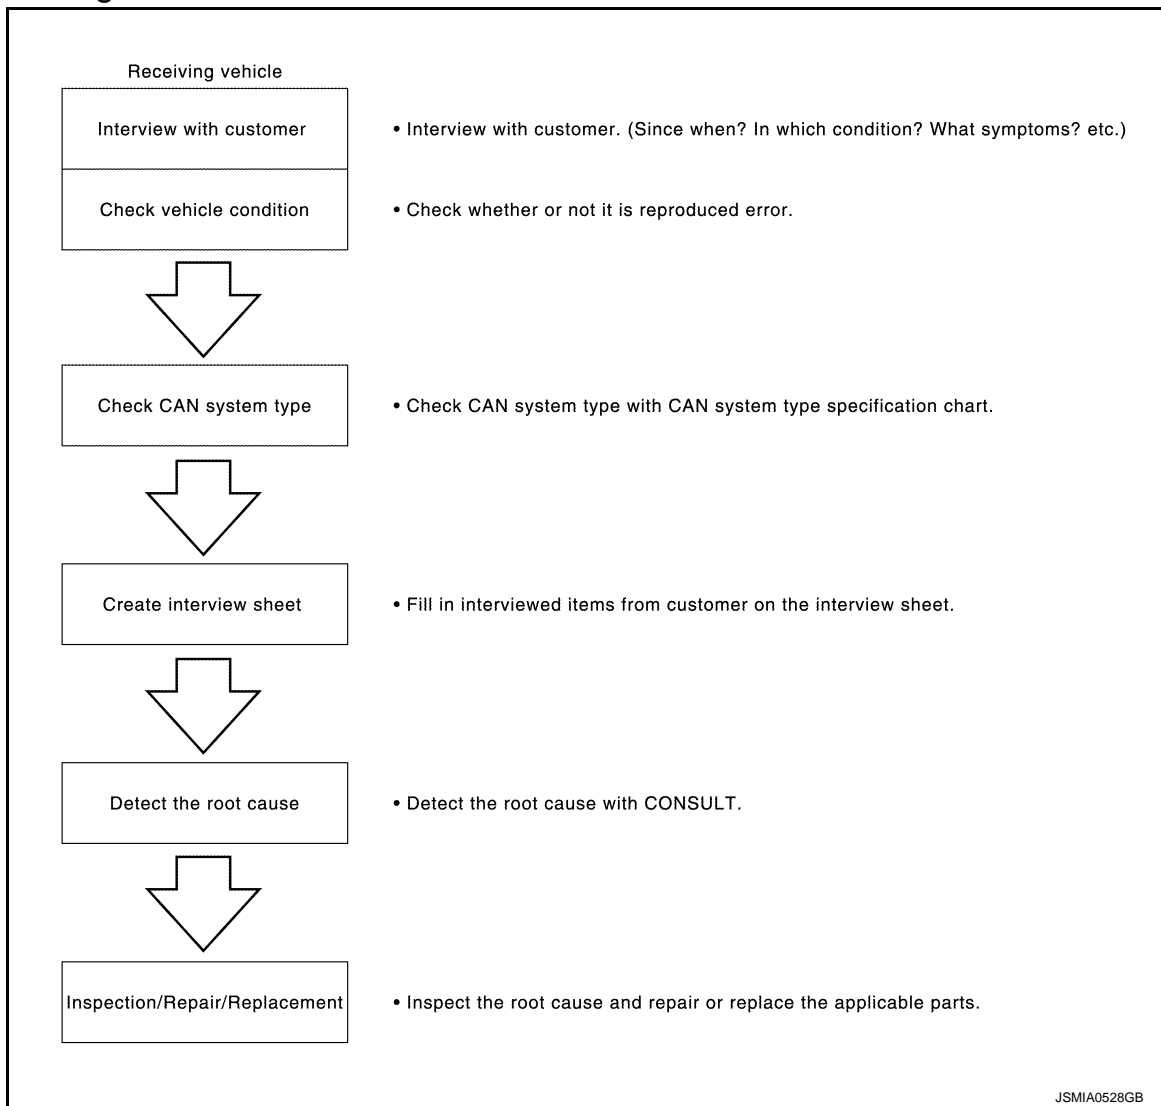 Receiving vehicle
Interview with customer
• Interview with customer. (Since when? In which condition? What symptoms? etc.)
Check vehicle condition
• Check whether or not it is reproduced error.
Check CAN system type
• Check CAN system type with CAN system type specification chart.
Create interview sheet
• Fill in interviewed items from customer on the interview sheet.
Detect the root cause
• Detect the root cause with CONSULT.
Inspection/Repair/Replacement
• Inspect the root cause and repair or replace the applicable parts.
JSMIA0528GB